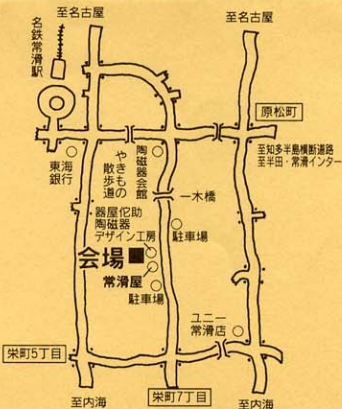 至名古屋
至名古屋
名鉄常滑駅
原松町
至知多半島横断道路
至半田・常滑インター
東海
銀行
やきもの
散歩道
陶磁器会館
一木橋
器屋佗助
陶磁器
デザイン工房
駐車場
会場
常滑屋
駐車場
ユニー
常滑店
栄町5丁目
栄町7丁目
至内海
至内海